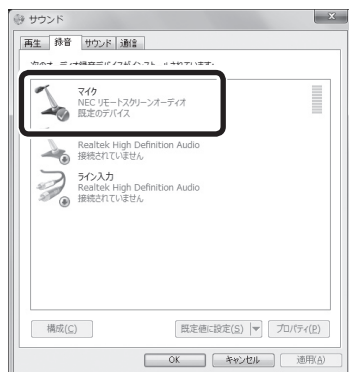 サウンド
再生 録音 サウンド 通信
マイク
NEC リモートスクリーンオーディオ
既定のデバイス
Realtek High Definition Audio
接続されていません
ライン入力
Realtek High Definition Audio
接続されていません
構成(C) 既定値に設定(S) プロパティ(P)
OK キャンセル 適用(A)